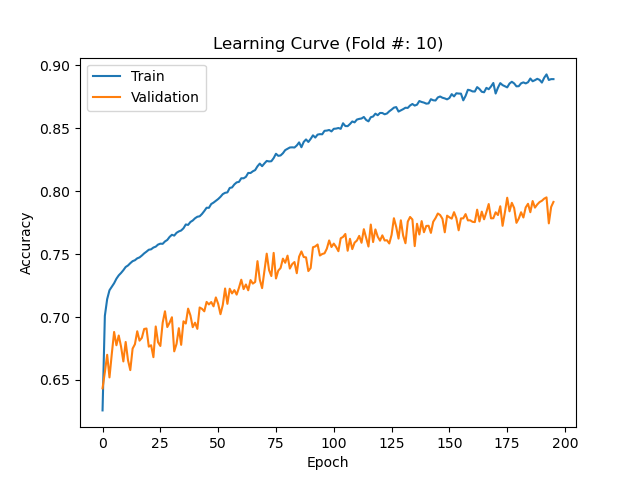 Learning Curve (Fold #: 10)
Train
Validation
0.90
0.85
0.80
0.75
0.70
0.65
Accuracy
0 25 50 75 100 125 150 175 200
Epoch